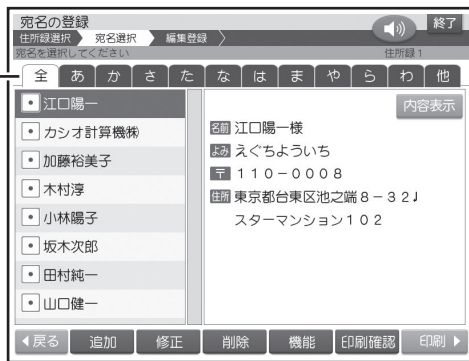 宛名の登録
終了
住所録選択 宛名選択 編集登録
宛名を選択してください 住所録1
全 あ か さ た な は ま や ら わ 他
江口陽一
カシオ計算機㈱
加藤裕美子
木村淳
小林陽子
坂木次郎
田村純一
山口健一
内容表示
名前 江口陽一様
よみ えぐちよういち
〒 110-0008
住所 東京都台東区池之端8-32
スターマンション102
戻る 追加 修正 削除 機能 印刷確認 印刷